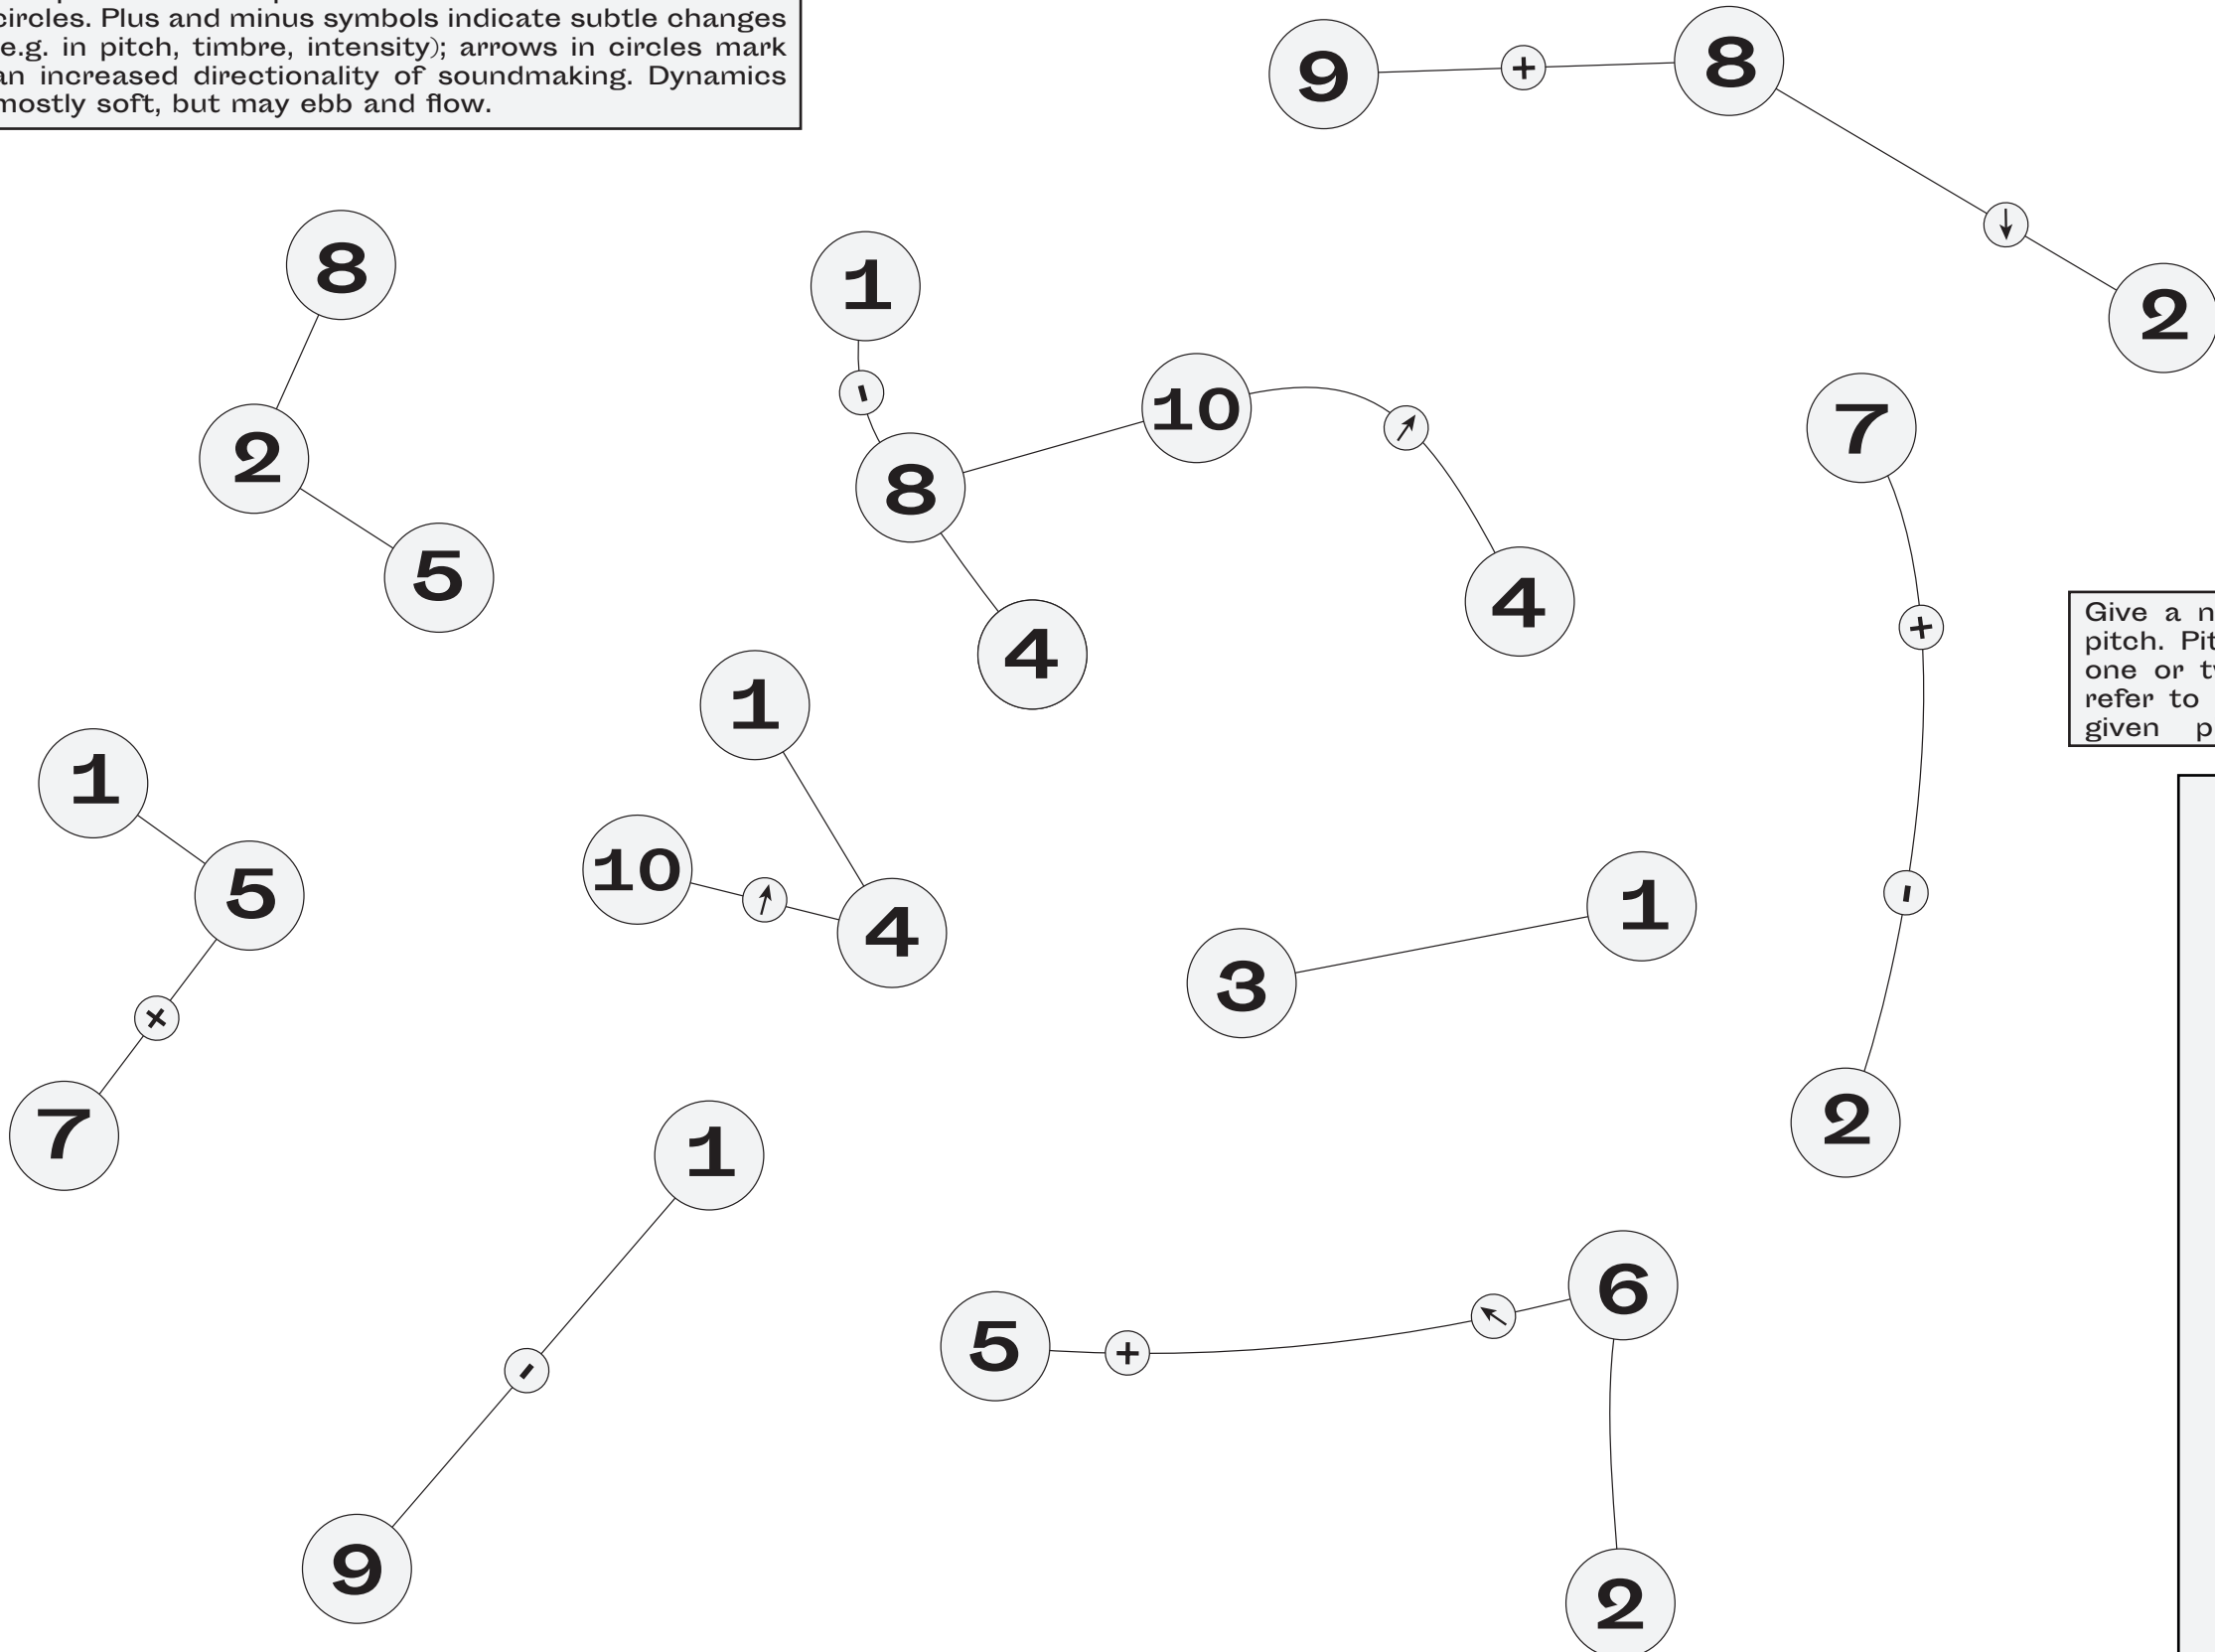 circles. Plus and minus symbols indicate subtle changes
e.g. in pitch, timbre, intensity); arrows in circles mark
an increased directionality of soundmaking. Dynamics
mostly soft, but may ebb and flow.
9 + 8
↓
2
8
1
2
-
8
10
↗
4
5
4
7
+
-
2
Give a n
pitch. Pit
one or t
refer to
given p
1
1
5
+
7
10 ↑ 4
3 1
1
-
9
5 + ↖ 6
2